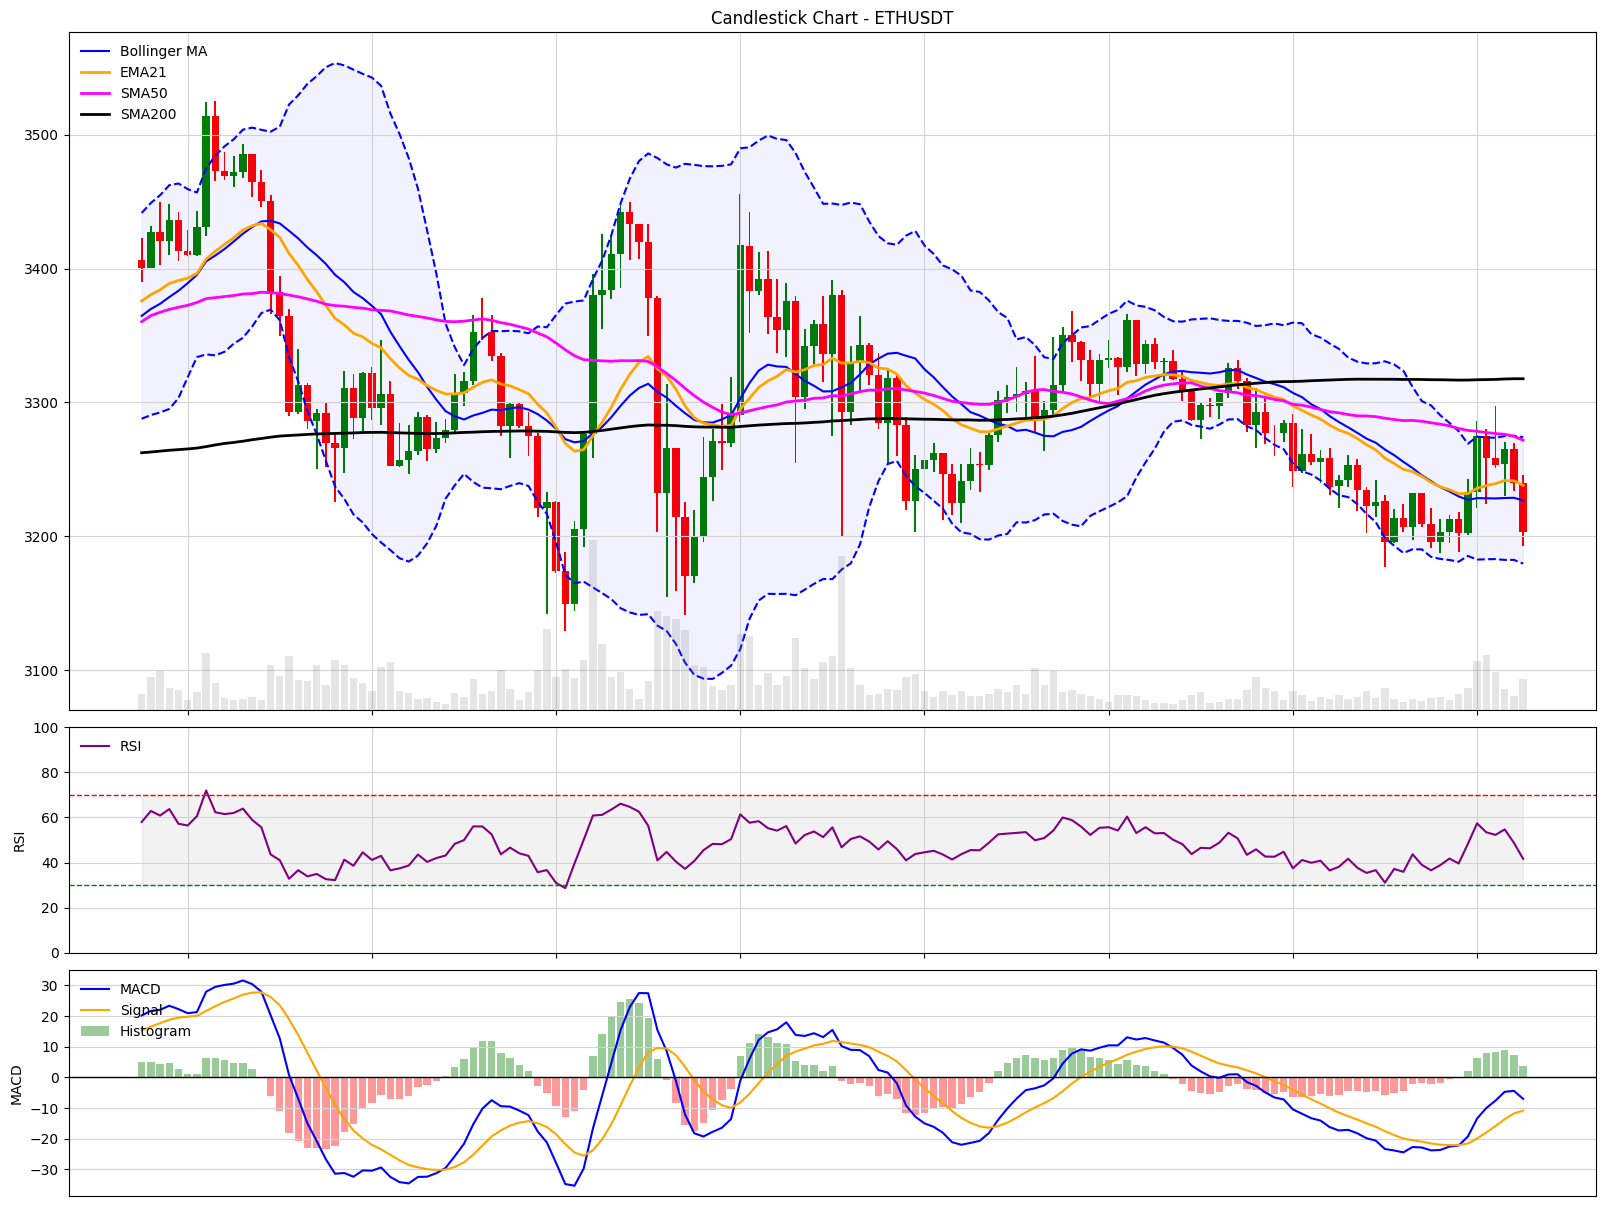 Candlestick Chart - ETHUSDT
Bollinger MA
EMA21
SMA50
SMA200
3500
3400
3300
3200
3100
100
80
60
40
20
0
RSI
RSI
30
20
10
0
−10
−20
−30
MACD
MACD
Signal
Histogram